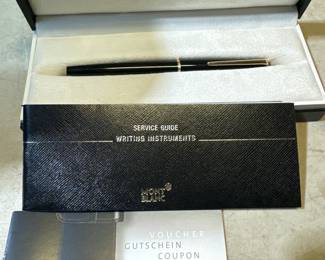 SERVICE GUIDE
WRITING INSTRUMENTS
MONT
BLANC
VOUCHER
GUTSCHEIN
COUPON